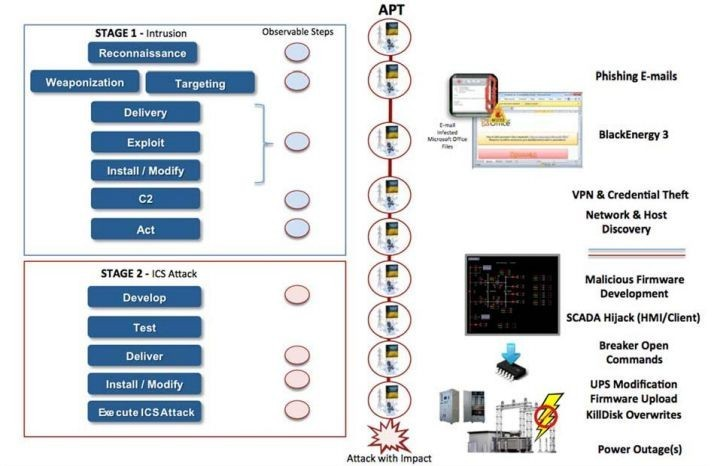 APT
STAGE 1 - Intrusion
Observable Steps
Reconnaissance
Weaponization
Targeting
Delivery
Exploit
Install / Modify
C2
Act
STAGE 2 - ICS Attack
Develop
Test
Deliver
Install / Modify
Execute ICS Attack
Attack with Impact
Phishing E-mails
E-mail
Infected
Microsoft Office
Files
Office
BlackEnergy 3
VPN & Credential Theft
Network & Host
Discovery
Malicious Firmware
Development
SCADA Hijack (HMI/Client)
Breaker Open
Commands
UPS Modification
Firmware Upload
KillDisk Overwrites
Power Outage(s)